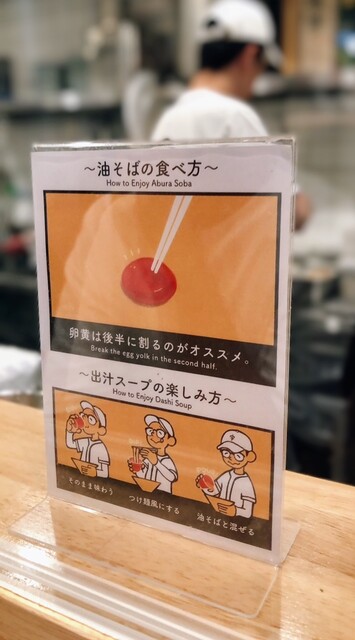 ～油そばの食べ方～
How to Enjoy Abura Soba
卵黄は後半に割るのがオススメ。
Break the egg yolk in the second half.
～出汁スープの楽しみ方～
How to Enjoy Dashi Soup
そのまま味わう
つけ麺風にする
油そばと混ぜる